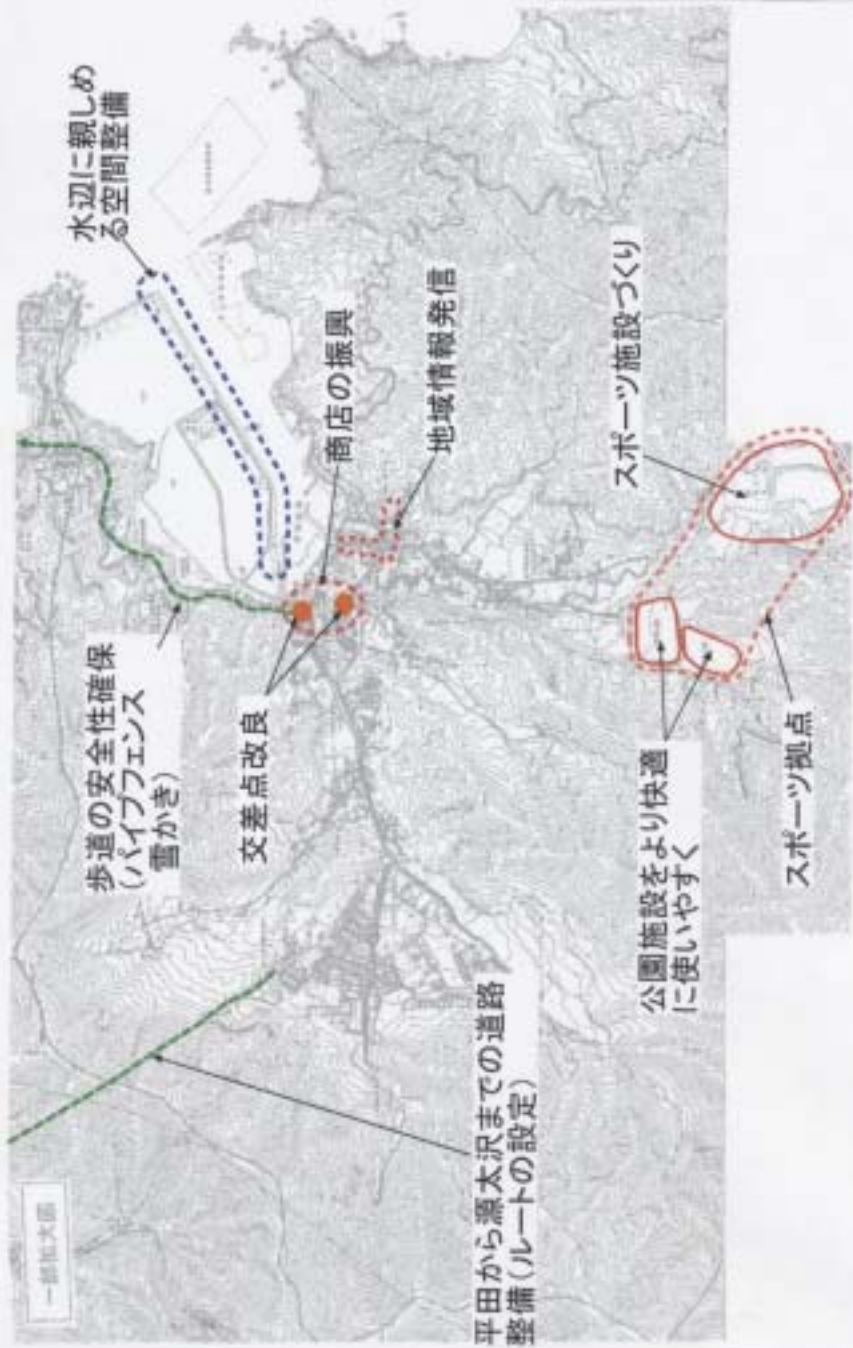 一部拡大図
水辺に親しめ
る空間整備
商店の振興
地域情報発信
スポーツ施設づくり
歩道の安全性確保
(パイプフェンス
雪かき)
交差点改良
公園施設をより快適
に使いやすく
スポーツ拠点
平田から源太沢までの道路
整備(ルートの設定)